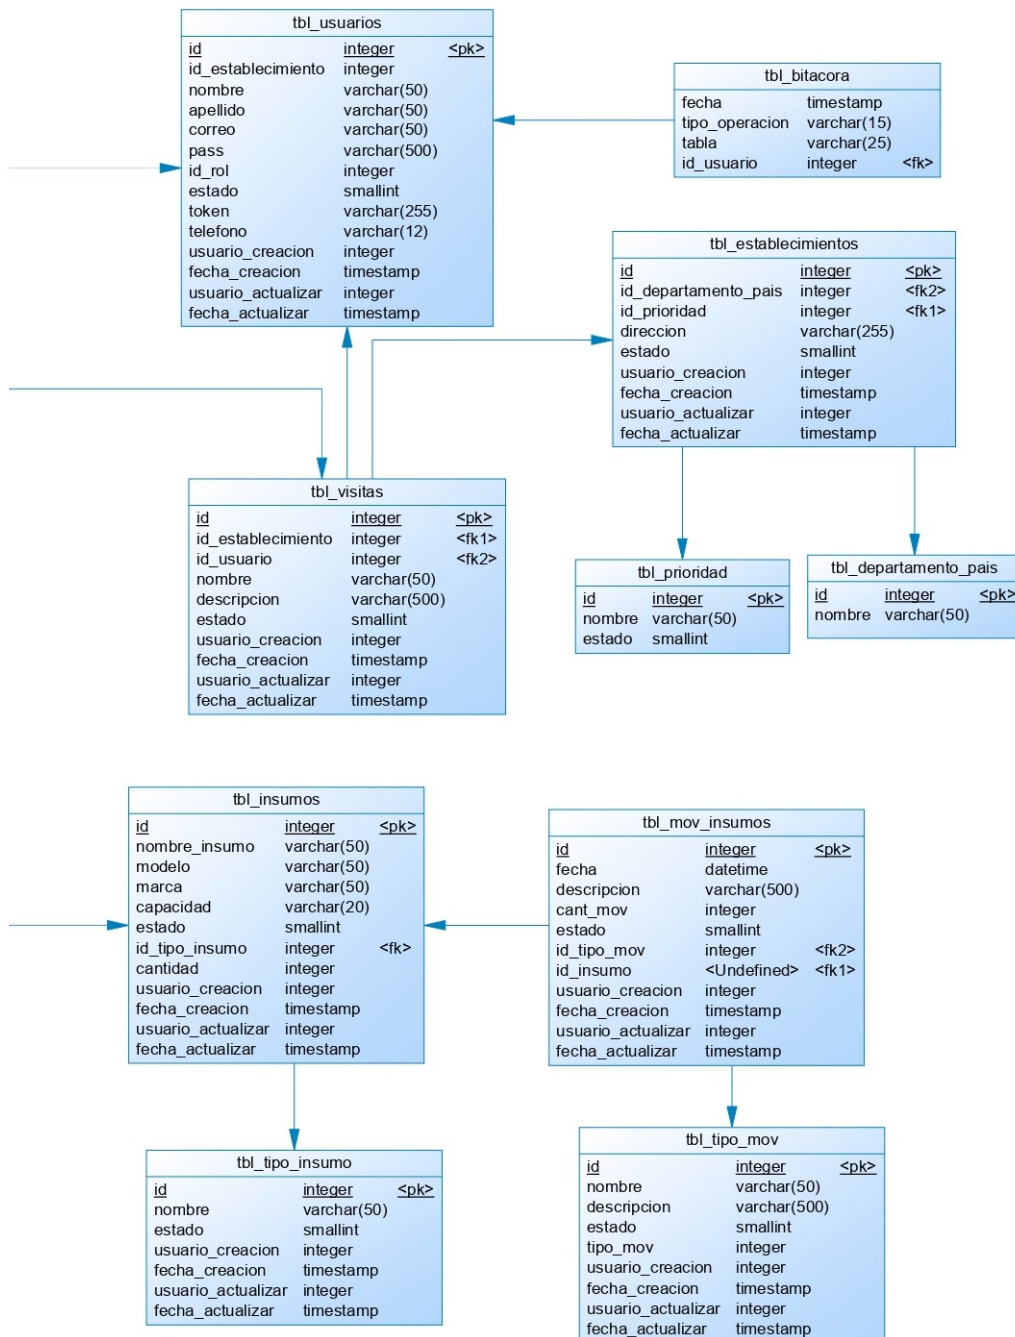 tbl_usuarios
id integer <pk>
id_establecimiento integer
nombre varchar(50)
apellido varchar(50)
correo varchar(50)
pass varchar(500)
id_rol integer
estado smallint
token varchar(255)
telefono varchar(12)
usuario_creacion integer
fecha_creacion timestamp
usuario_actualizar integer
fecha_actualizar timestamp
tbl_bitacora
fecha timestamp
tipo_operacion varchar(15)
tabla varchar(25)
id_usuario integer <fk>
tbl_establecimientos
id integer <pk>
id_departamento_pais integer <fk2>
id_prioridad integer <fk1>
direccion varchar(255)
estado smallint
usuario_creacion integer
fecha_creacion timestamp
usuario_actualizar integer
fecha_actualizar timestamp
tbl_visitas
id integer <pk>
id_establecimiento integer <fk1>
id_usuario integer <fk2>
nombre varchar(50)
descripcion varchar(500)
estado smallint
usuario_creacion integer
fecha_creacion timestamp
usuario_actualizar integer
fecha_actualizar timestamp
tbl_prioridad
id integer <pk>
nombre varchar(50)
estado smallint
tbl_departamento_pais
id integer <pk>
nombre varchar(50)
tbl_insumos
id integer <pk>
nombre_insumo varchar(50)
modelo varchar(50)
marca varchar(50)
capacidad varchar(20)
estado smallint
id_tipo_insumo integer <fk>
cantidad integer
usuario_creacion integer
fecha_creacion timestamp
usuario_actualizar integer
fecha_actualizar timestamp
tbl_mov_insumos
id integer <pk>
fecha datetime
descripcion varchar(500)
cant_mov integer
estado smallint
id_tipo_mov integer <fk2>
id_insumo <Undefined> <fk1>
usuario_creacion integer
fecha_creacion timestamp
usuario_actualizar integer
fecha_actualizar timestamp
tbl_tipo_insumo
id integer <pk>
nombre varchar(50)
estado smallint
usuario_creacion integer
fecha_creacion timestamp
usuario_actualizar integer
fecha_actualizar timestamp
tbl_tipo_mov
id integer <pk>
nombre varchar(50)
descripcion varchar(500)
estado smallint
tipo_mov integer
usuario_creacion integer
fecha_creacion timestamp
usuario_actualizar integer
fecha_actualizar timestamp